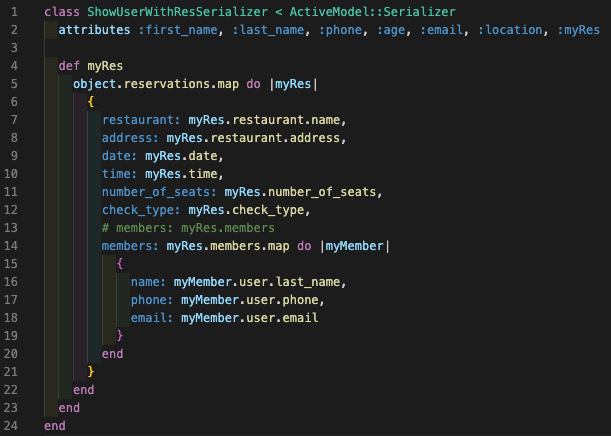 1 class ShowUserWithResSerializer < ActiveModel::Serializer
2   attributes :first_name, :last_name, :phone, :age, :email, :location, :myRes
3
4   def myRes
5     object.reservations.map do |myRes|
6       {
7         restaurant: myRes.restaurant.name,
8         address: myRes.restaurant.address,
9         date: myRes.date,
10         time: myRes.time,
11         number_of_seats: myRes.number_of_seats,
12         check_type: myRes.check_type,
13         # members: myRes.members
14         members: myRes.members.map do |myMember|
15           {
16             name: myMember.user.last_name,
17             phone: myMember.user.phone,
18             email: myMember.user.email
19           }
20         end
21       }
22     end
23   end
24 end